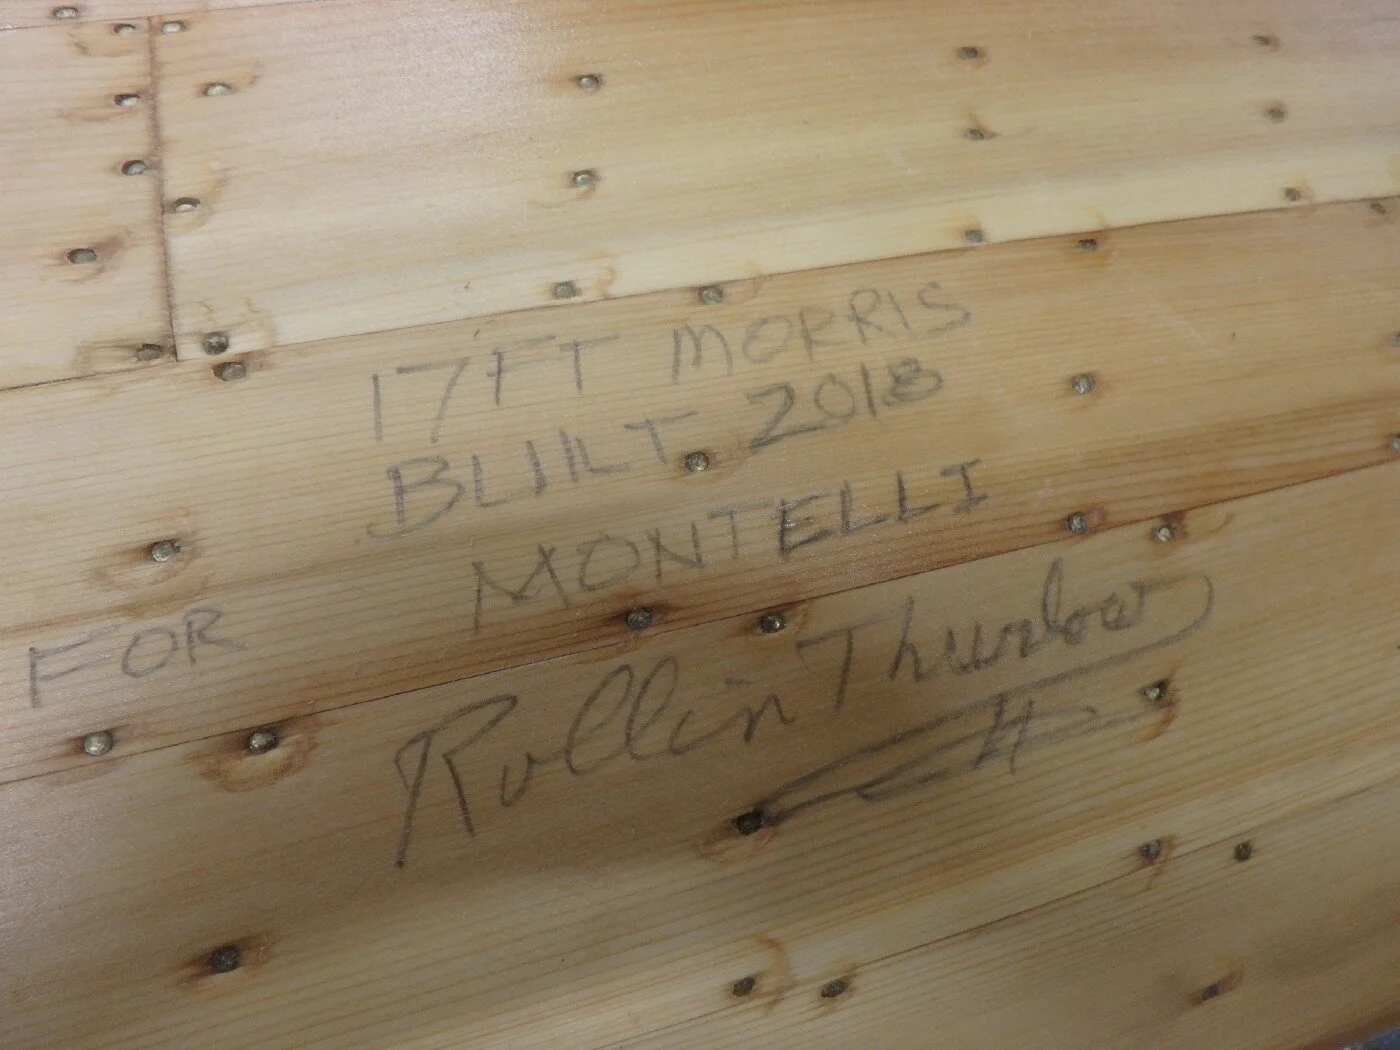 17FT MORRIS
BUILT 2018
FOR MONTELLI
Rollin Thurlow